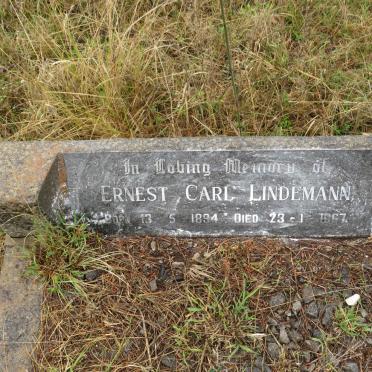 In Loving Memory of
ERNEST CARL LINDEMANN,
BORN 13 · 5 · 1894 DIED 23 · 1 · 1967.